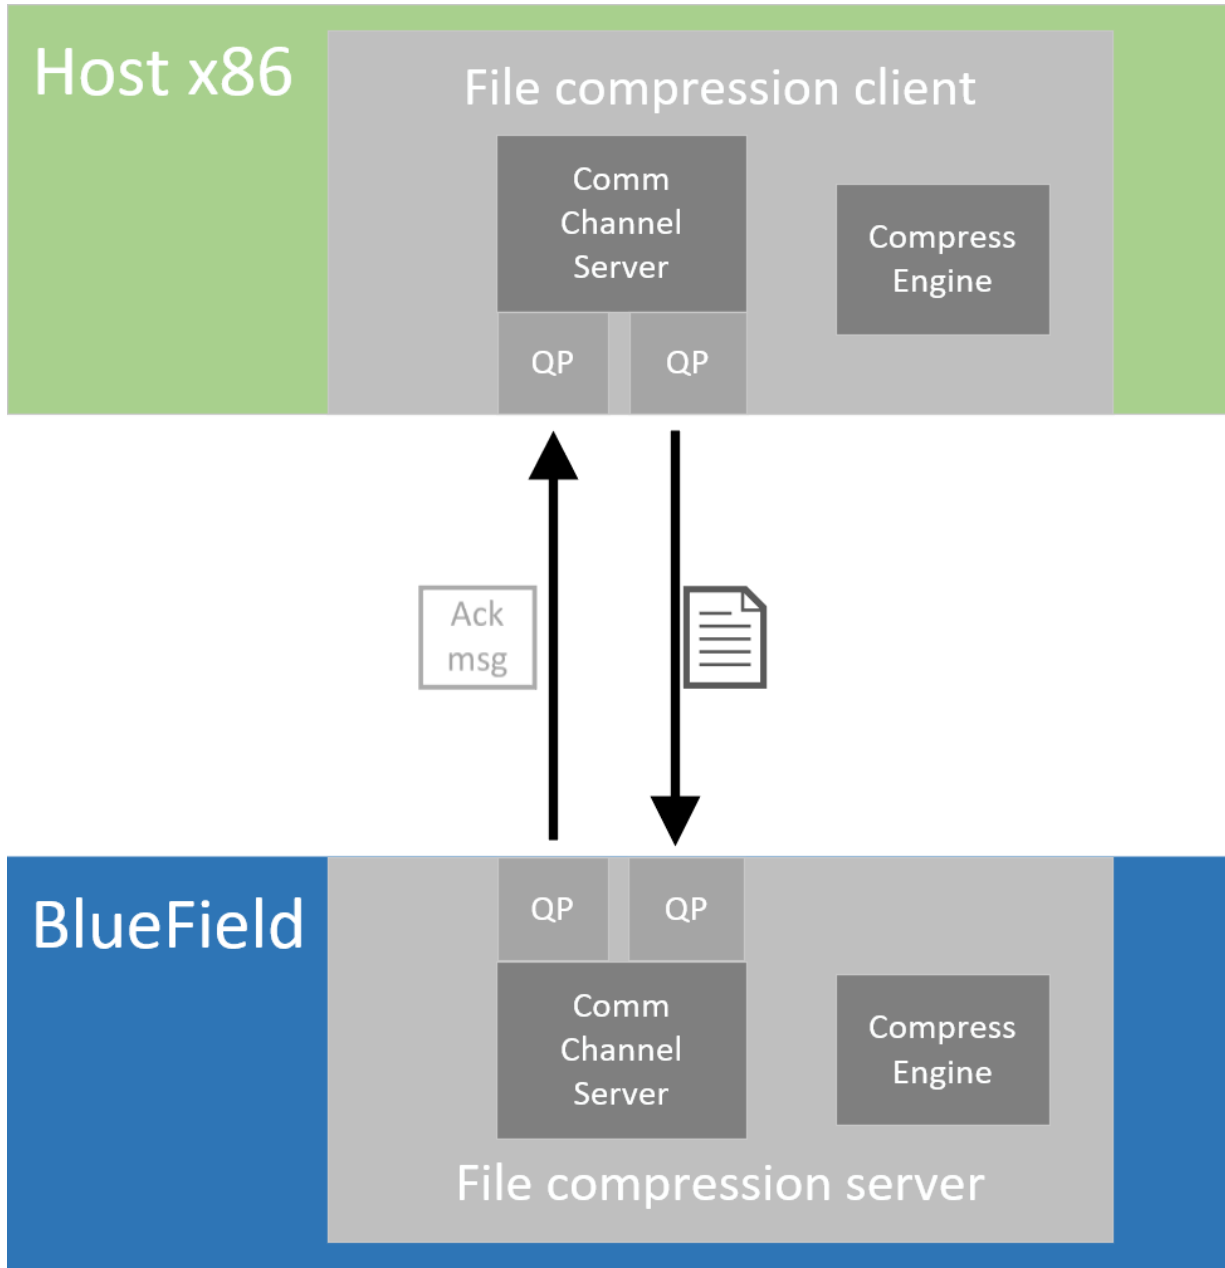 Host x86
File compression client
Comm
Channel
Server
Compress
Engine
QP
QP
Ack
msg
BlueField
QP
QP
Comm
Channel
Server
Compress
Engine
File compression server